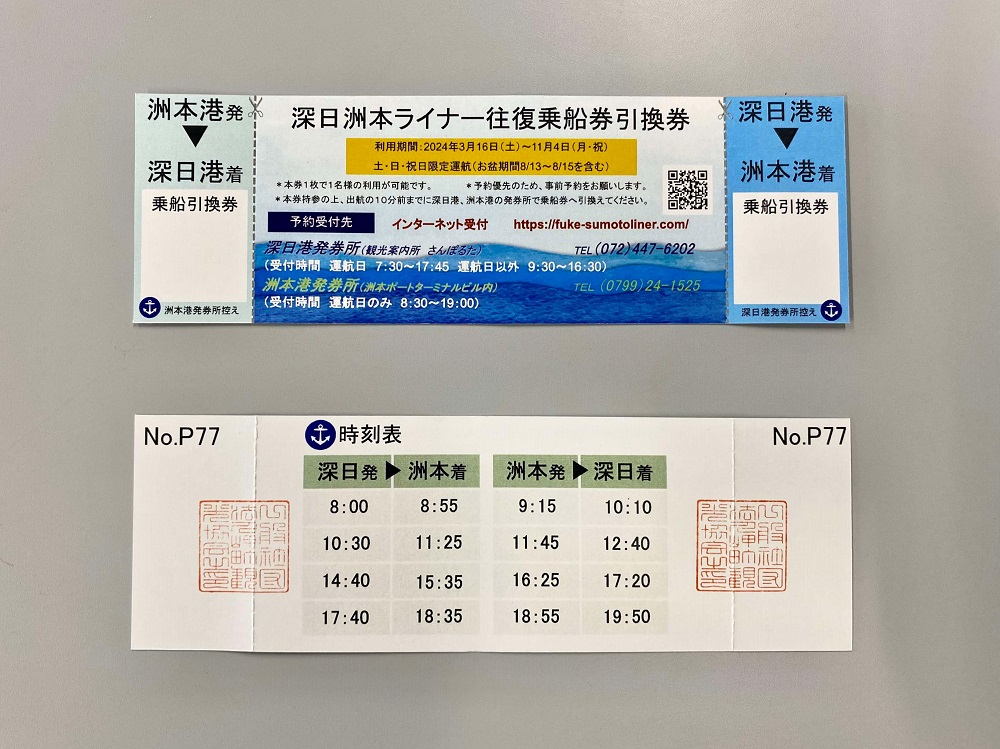 洲本港発
▼
深日港着
乗船引換券
洲本港発券所控え
深日洲本ライナー往復乗船券引換券
利用期間:2024年3月16日(土)~11月4日(月・祝)
土・日・祝日限定運航(お盆期間8/13~8/15を含む)
*本券1枚で1名様の利用が可能です。 *予約優先のため、事前予約をお願いします。
*本券持参の上、出航の10分前までに深日港、洲本港の発券所で乗船券へ引換えてください。
予約受付先 インターネット受付 https://fuke-sumotoliner.com/
深日港発券所(観光案内所 さんぽるた) TEL(072)447-6202
(受付時間 運航日 7:30~17:45 運航日以外 9:30~16:30)
洲本港発券所(洲本ポートターミナルビル内) TEL(0799)24-1525
(受付時間 運航日のみ 8:30~19:00)
深日港発
▼
洲本港着
乗船引換券
深日港発券所控え
No.P77
時刻表
No.P77
深日発▶洲本着 洲本発▶深日着
8:00 8:55 9:15 10:10
10:30 11:25 11:45 12:40
14:40 15:35 16:25 17:20
17:40 18:35 18:55 19:50